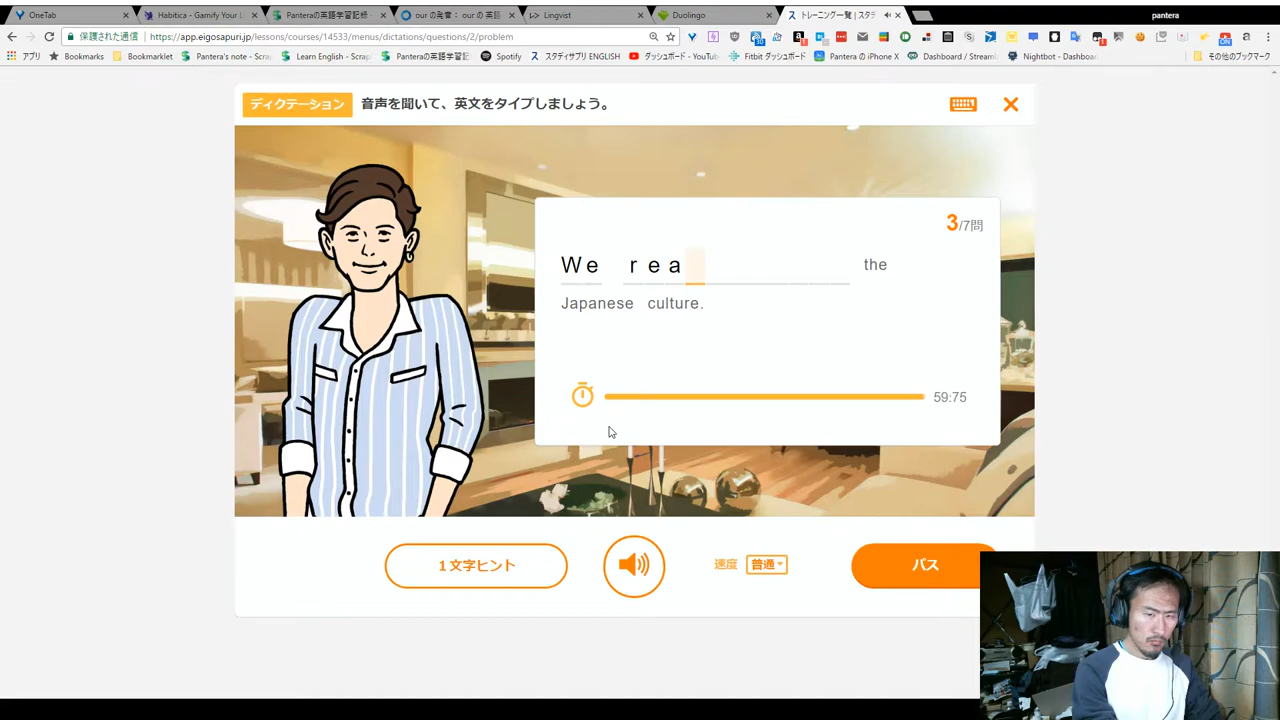 OneTab
Habitica - Gamify Your Li
Panteraの英語学習記録 -
our の発音： our の 英語
Lingvist
Duolingo
トレーニング一覧 | スタデ
pantera
保護された通信
https://app.eigosapuri.jp/lessons/courses/14533/menus/dictations/questions/2/problem
アプリ
Bookmarks
Bookmarklet
Pantera's note - Scrap
Learn English - Scrap
Panteraの英語学習記
Spotify
スタディサプリ ENGLISH
ダッシュボード - YouTu
Fitbit ダッシュボード
Pantera の iPhone X
Dashboard / Streaml
Nightbot - Dashboa
その他のブックマーク
ディクテーション 音声を聞いて、英文をタイプしましょう。
3/7問
We rea the
Japanese culture.
59:75
1文字ヒント
速度 普通
パス